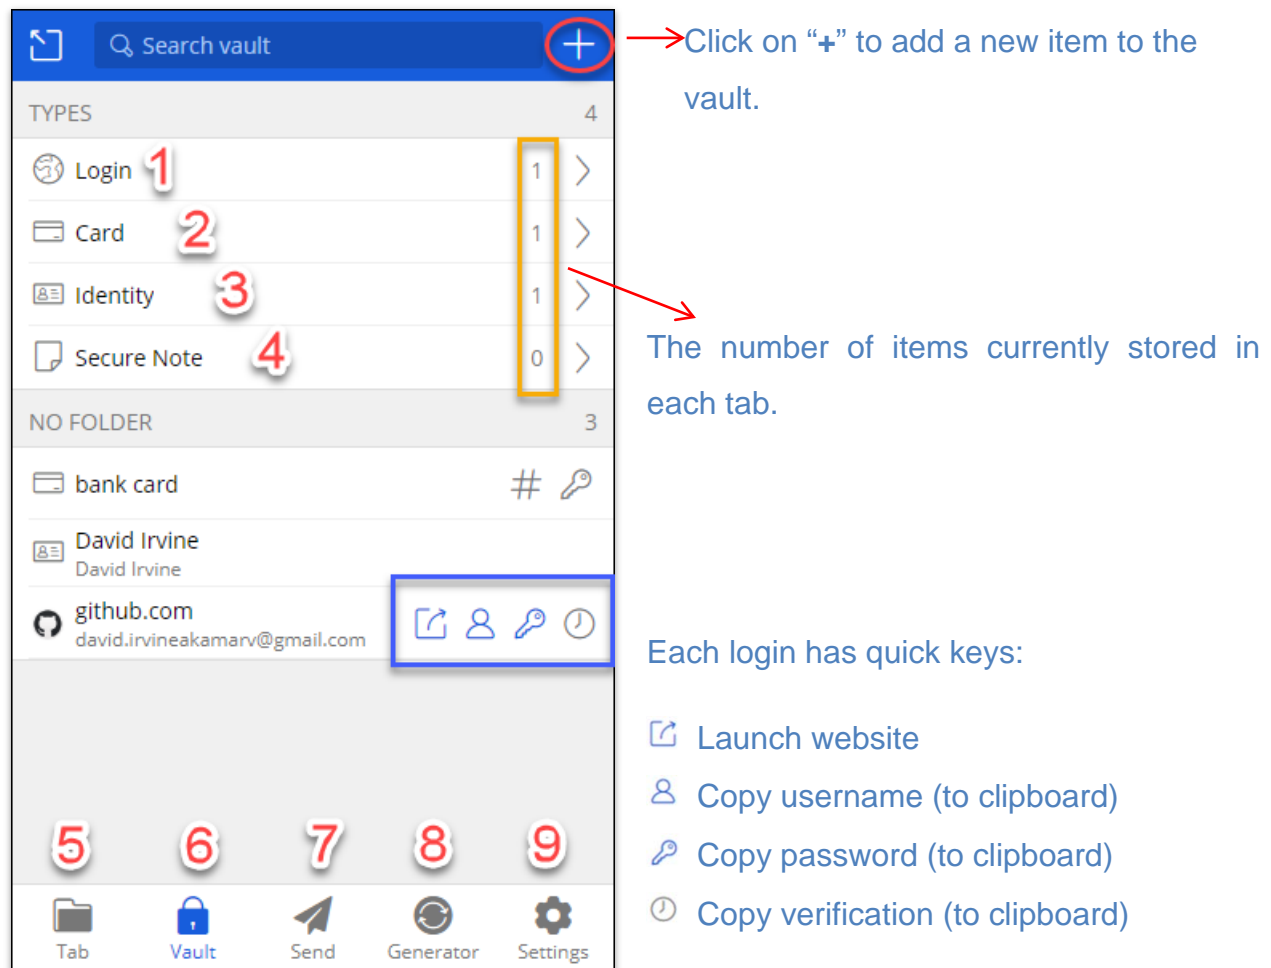 Search vault
Click on “+” to add a new item to the
vault.
TYPES 4
Login 1 1
Card 2 1
Identity 3 1
Secure Note 4 0
The number of items currently stored in
each tab.
NO FOLDER 3
bank card
David Irvine
David Irvine
github.com
david.irvineakamarv@gmail.com
Each login has quick keys:
Launch website
Copy username (to clipboard)
Copy password (to clipboard)
Copy verification (to clipboard)
5 6 7 8 9
Tab Vault Send Generator Settings